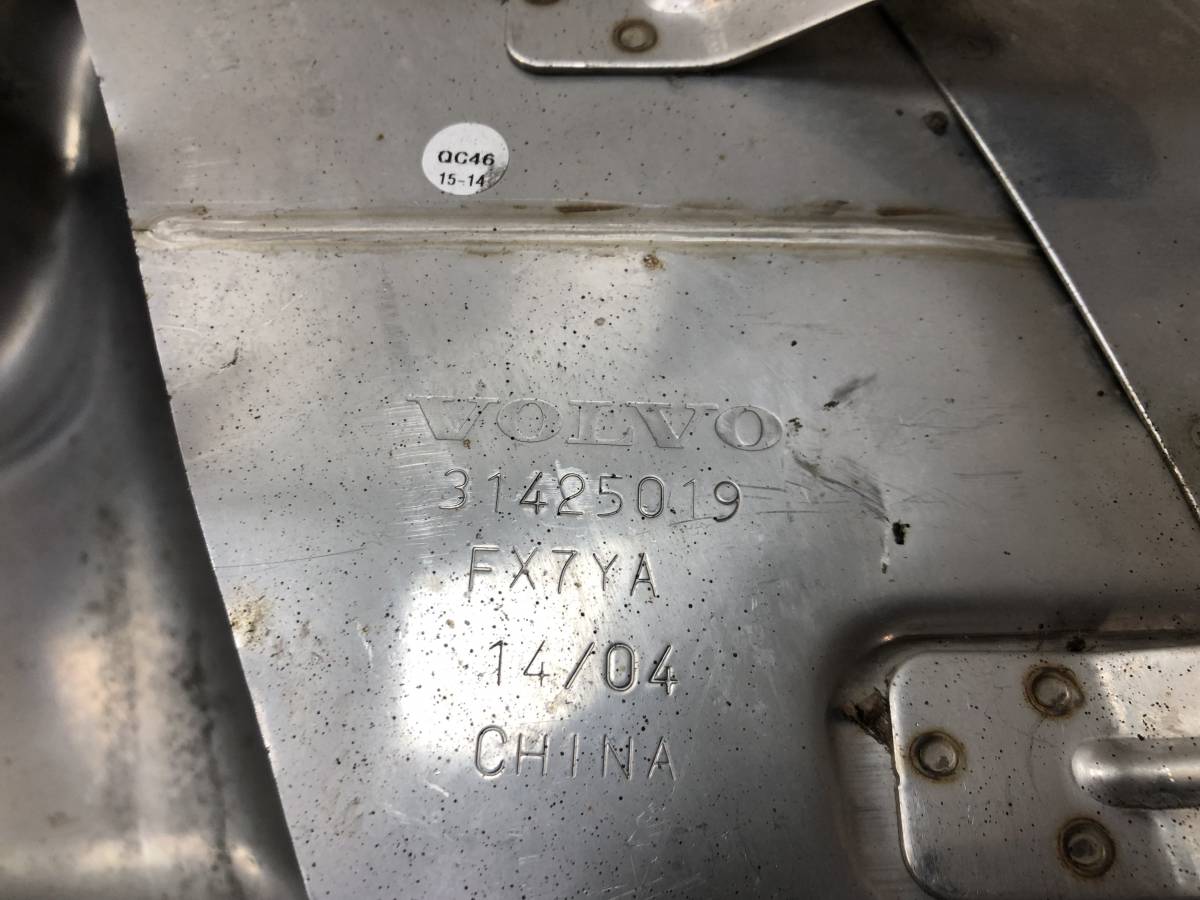 QC46
15-14
VOLVO
31425019
FX7YA
14/04
CHINA